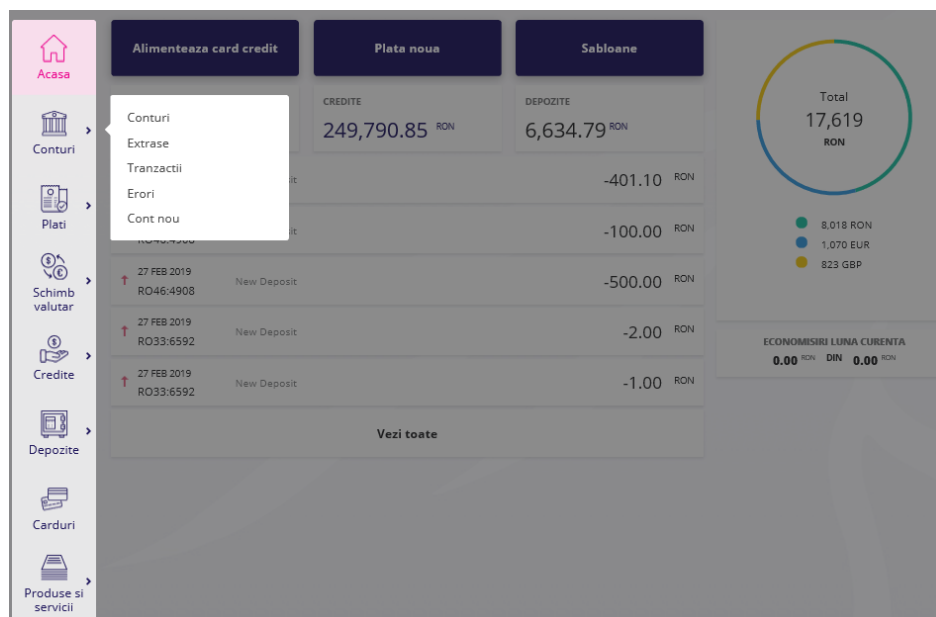 Acasa
Conturi
Plati
Schimb
valutar
Credite
Depozite
Carduri
Produse si
servicii
Alimenteaza card credit
Plata noua
Sabloane
Conturi
Extrase
Tranzactii
Erori
Cont nou
CREDITE
249,790.85 RON
DEPOZITE
6,634.79 RON
-401.10 RON
-100.00 RON
27 FEB 2019
RO46:4908
New Deposit
-500.00 RON
27 FEB 2019
RO33:6592
New Deposit
-2.00 RON
27 FEB 2019
RO33:6592
New Deposit
-1.00 RON
Vezi toate
Total
17,619
RON
8,018 RON
1,070 EUR
823 GBP
ECONOMISIRI LUNA CURENTA
0.00 RON DIN 0.00 RON